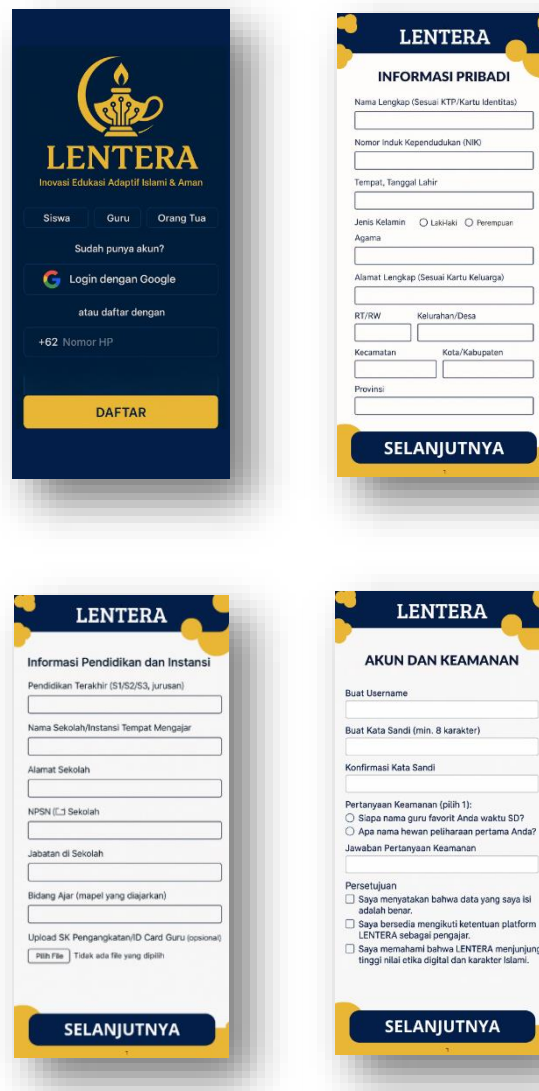 LENTERA
Inovasi Edukasi Adaptif Islami & Aman
Siswa Guru Orang Tua
Sudah punya akun?
Login dengan Google
atau daftar dengan
+62 Nomor HP
DAFTAR
LENTERA
INFORMASI PRIBADI
Nama Lengkap (Sesuai KTP/Kartu Identitas)
Nomor Induk Kependudukan (NIK)
Tempat, Tanggal Lahir
Jenis Kelamin Laki-laki Perempuan
Agama
Alamat Lengkap (Sesuai Kartu Keluarga)
RT/RW Kelurahan/Desa
Kecamatan Kota/Kabupaten
Provinsi
SELANJUTNYA
LENTERA
Informasi Pendidikan dan Instansi
Pendidikan Terakhir (S1/S2/S3, jurusan)
Nama Sekolah/Instansi Tempat Mengajar
Alamat Sekolah
NPSN Sekolah
Jabatan di Sekolah
Bidang Ajar (mapel yang diajarkan)
Upload SK Pengangkatan/ID Card Guru (opsional)
Pilih File Tidak ada file yang dipilih
SELANJUTNYA
LENTERA
AKUN DAN KEAMANAN
Buat Username
Buat Kata Sandi (min. 8 karakter)
Konfirmasi Kata Sandi
Pertanyaan Keamanan (pilih 1):
Siapa nama guru favorit Anda waktu SD?
Apa nama hewan peliharaan pertama Anda?
Jawaban Pertanyaan Keamanan
Persetujuan
Saya menyatakan bahwa data yang saya isi
adalah benar.
Saya bersedia mengikuti ketentuan platform
LENTERA sebagai pengajar.
Saya memahami bahwa LENTERA menjunjung
tinggi nilai etika digital dan karakter Islami.
SELANJUTNYA